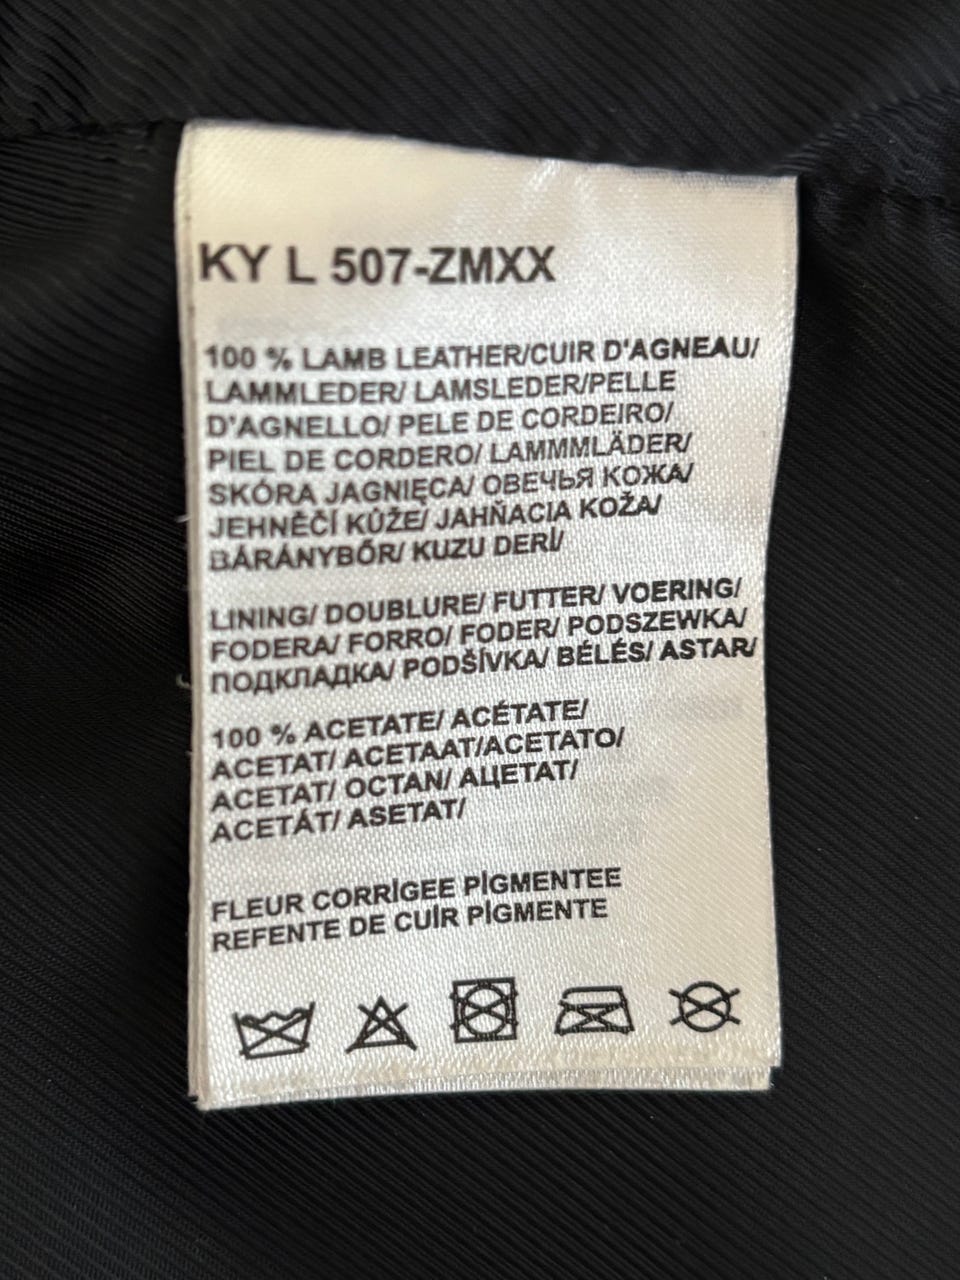 KY L 507-ZMXX
100 % LAMB LEATHER/CUIR D'AGNEAU/
LAMMLEDER/ LAMSLEDER/PELLE
D'AGNELLO/ PELE DE CORDEIRO/
PIEL DE CORDERO/ LAMMMLÄDER/
SKÓRA JAGNIĘCA/ ОВЕЧЬЯ КОЖА/
JEHNĚČÍ KŮŽE/ JAHŇACIA KOŽA/
BÁRÁNYBŐR/ KUZU DERİ/
LINING/ DOUBLURE/ FUTTER/ VOERING/
FODERA/ FORRO/ FODER/ PODSZEWKA/
ПОДКЛАДКА/ PODŠÍVKA/ BÉLÉS/ ASTAR/
100 % ACETATE/ ACÉTATE/
ACETAT/ ACETAAT/ACETATO/
ACETAT/ OCTAN/ АЦЕТАТ/
ACETÁT/ ASETAT/
FLEUR CORRİGEE PİGMENTEE
REFENTE DE CUİR PİGMENTE